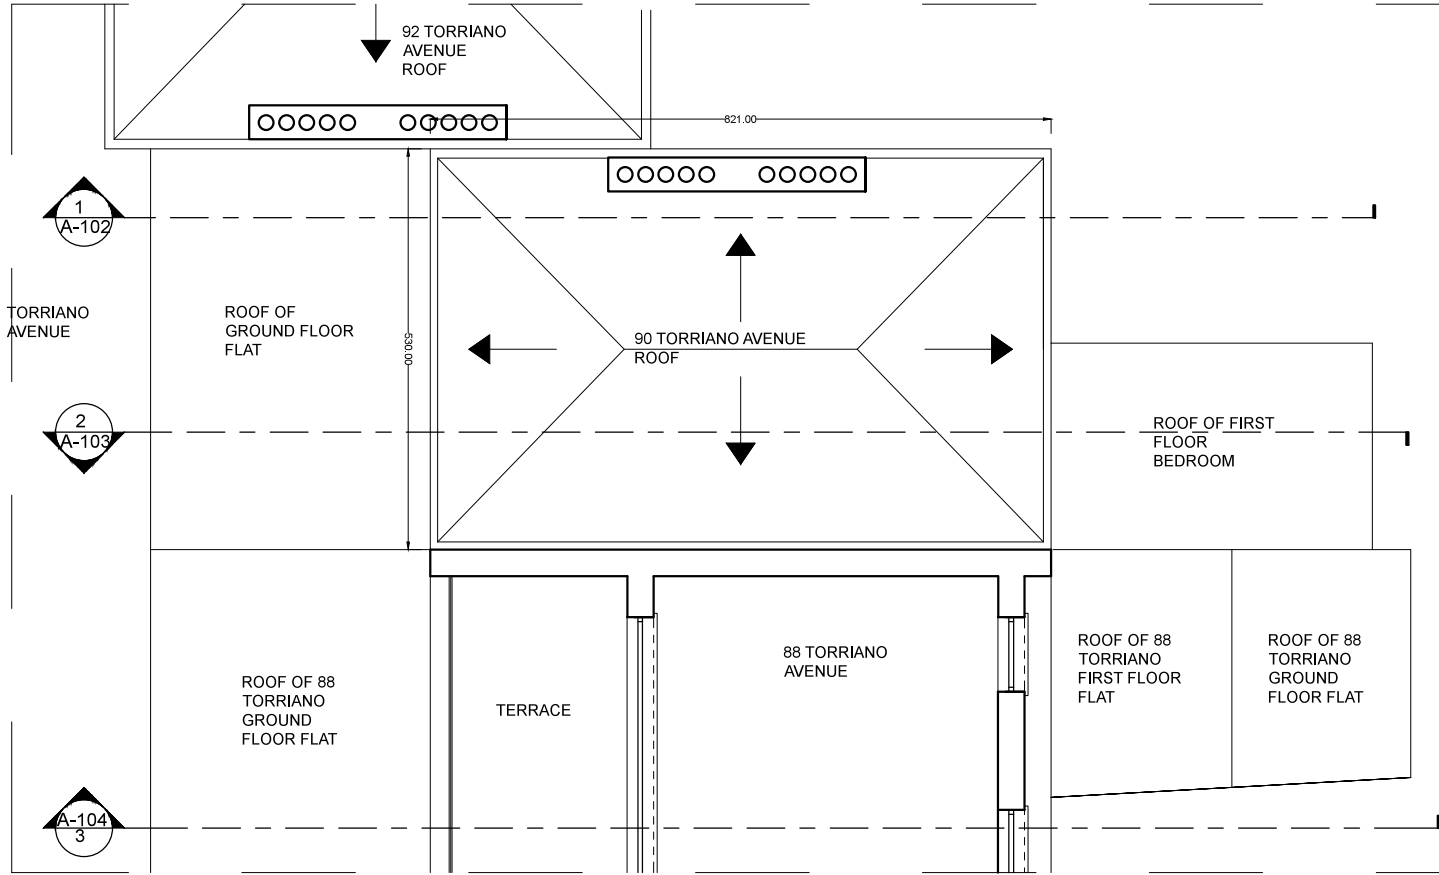 92 TORRIANO
AVENUE
ROOF
821.00
1
A-102
TORRIANO
AVENUE
ROOF OF
GROUND FLOOR
FLAT
530.00
90 TORRIANO AVENUE
ROOF
2
A-103
ROOF OF FIRST
FLOOR
BEDROOM
ROOF OF 88
TORRIANO
GROUND
FLOOR FLAT
TERRACE
88 TORRIANO
AVENUE
ROOF OF 88
TORRIANO
FIRST FLOOR
FLAT
ROOF OF 88
TORRIANO
GROUND
FLOOR FLAT
A-104
3